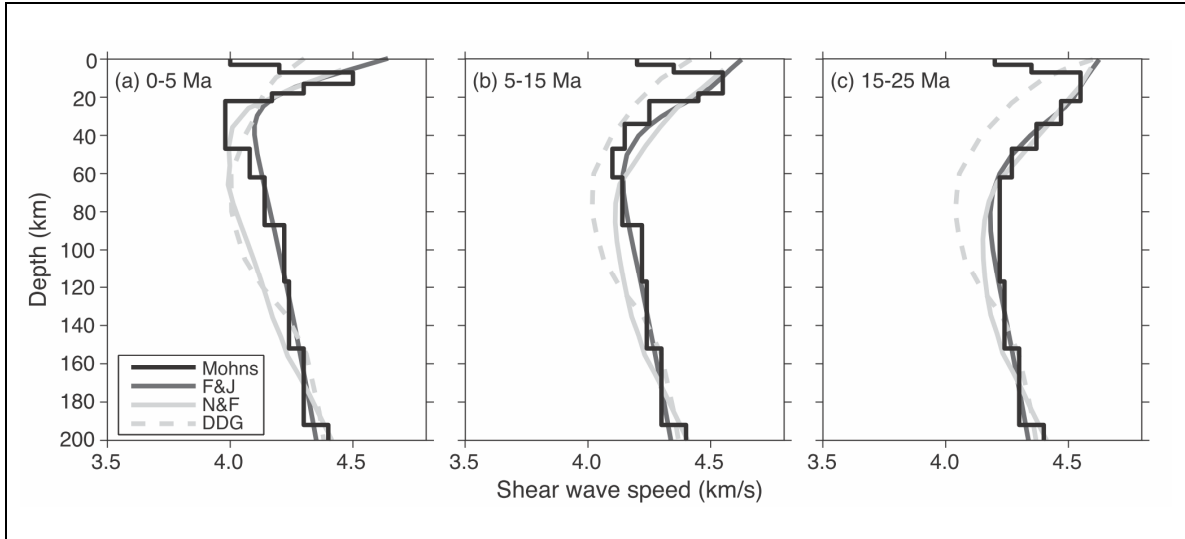 (a) 0-5 Ma
(b) 5-15 Ma
(c) 15-25 Ma
Depth (km)
0
20
40
60
80
100
120
140
160
180
200
Mohns
F&J
N&F
DDG
3.5 4.0 4.5
3.5 4.0 4.5
3.5 4.0 4.5
Shear wave speed (km/s)